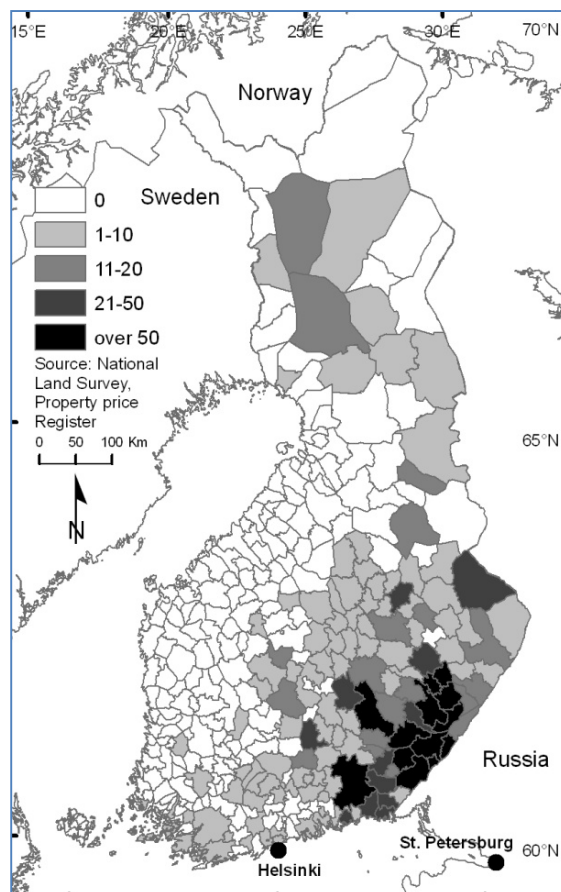 15°E
20°E
25°E
30°E
70°N
Norway
Sweden
0
1-10
11-20
21-50
over 50
Source: National
Land Survey,
Property price
Register
0 50 100 Km
N
65°N
Russia
60°N
St. Petersburg
Helsinki